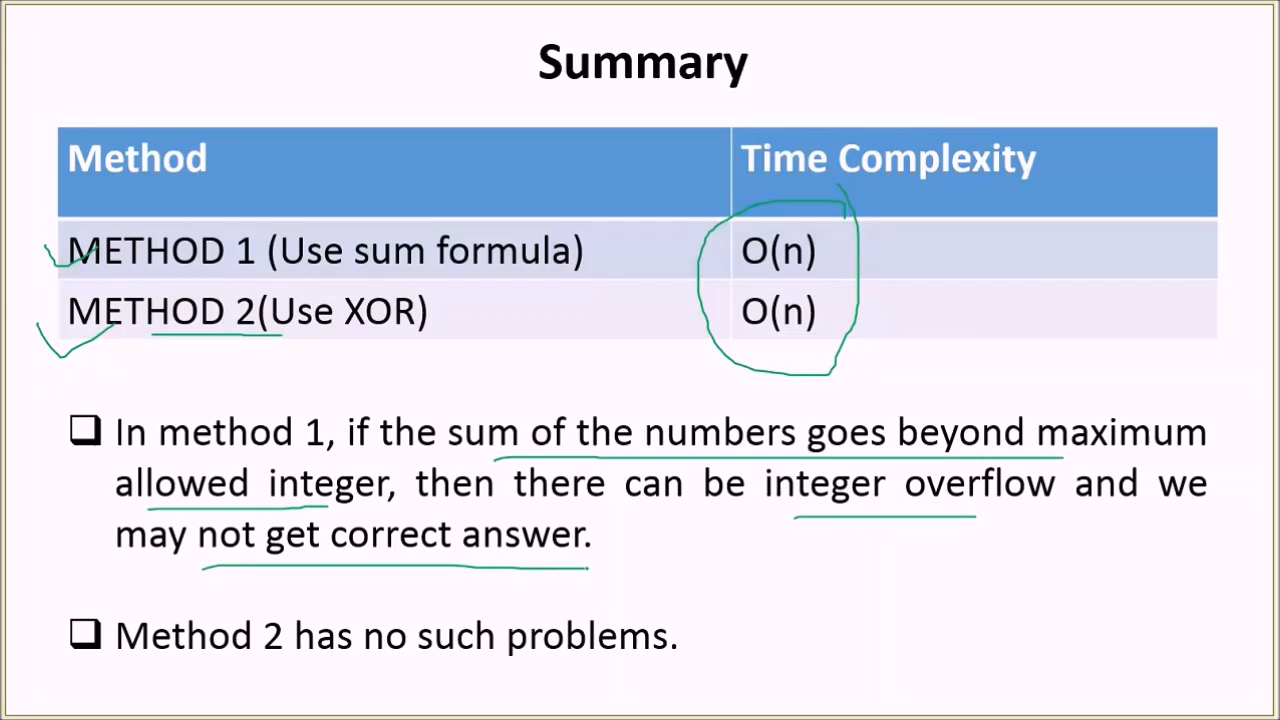 Summary
Method Time Complexity
METHOD 1 (Use sum formula) O(n)
METHOD 2(Use XOR) O(n)
In method 1, if the sum of the numbers goes beyond maximum
allowed integer, then there can be integer overflow and we
may not get correct answer.
Method 2 has no such problems.